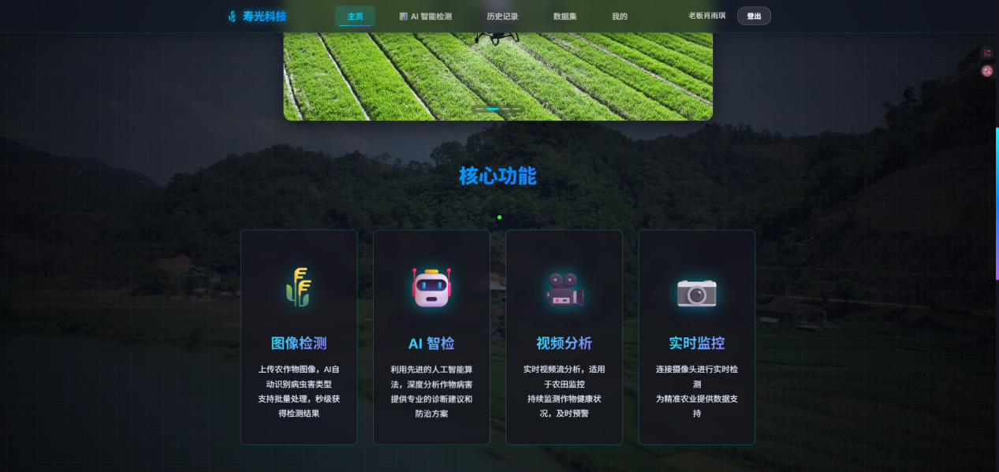 寿光科技
主页
AI 智能检测
历史记录
数据集
我的
老板肖雨琪
登出
核心功能
图像检测
上传农作物图像，AI自
动识别病虫害类型
支持批量处理，秒级获
得检测结果
AI 智检
利用先进的人工智能算
法，深度分析作物病害
提供专业的诊断建议和
防治方案
视频分析
实时视频流分析，适用
于农田监控
持续监测作物健康状
况，及时预警
实时监控
连接摄像头进行实时检
测
为精准农业提供数据支
持